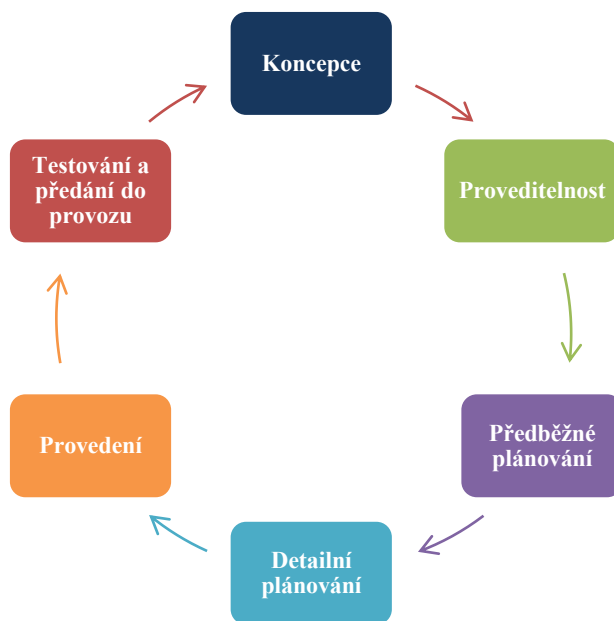 Koncepce
Proveditelnost
Předběžné
plánování
Detailní
plánování
Provedení
Testování a
předání do
provozu